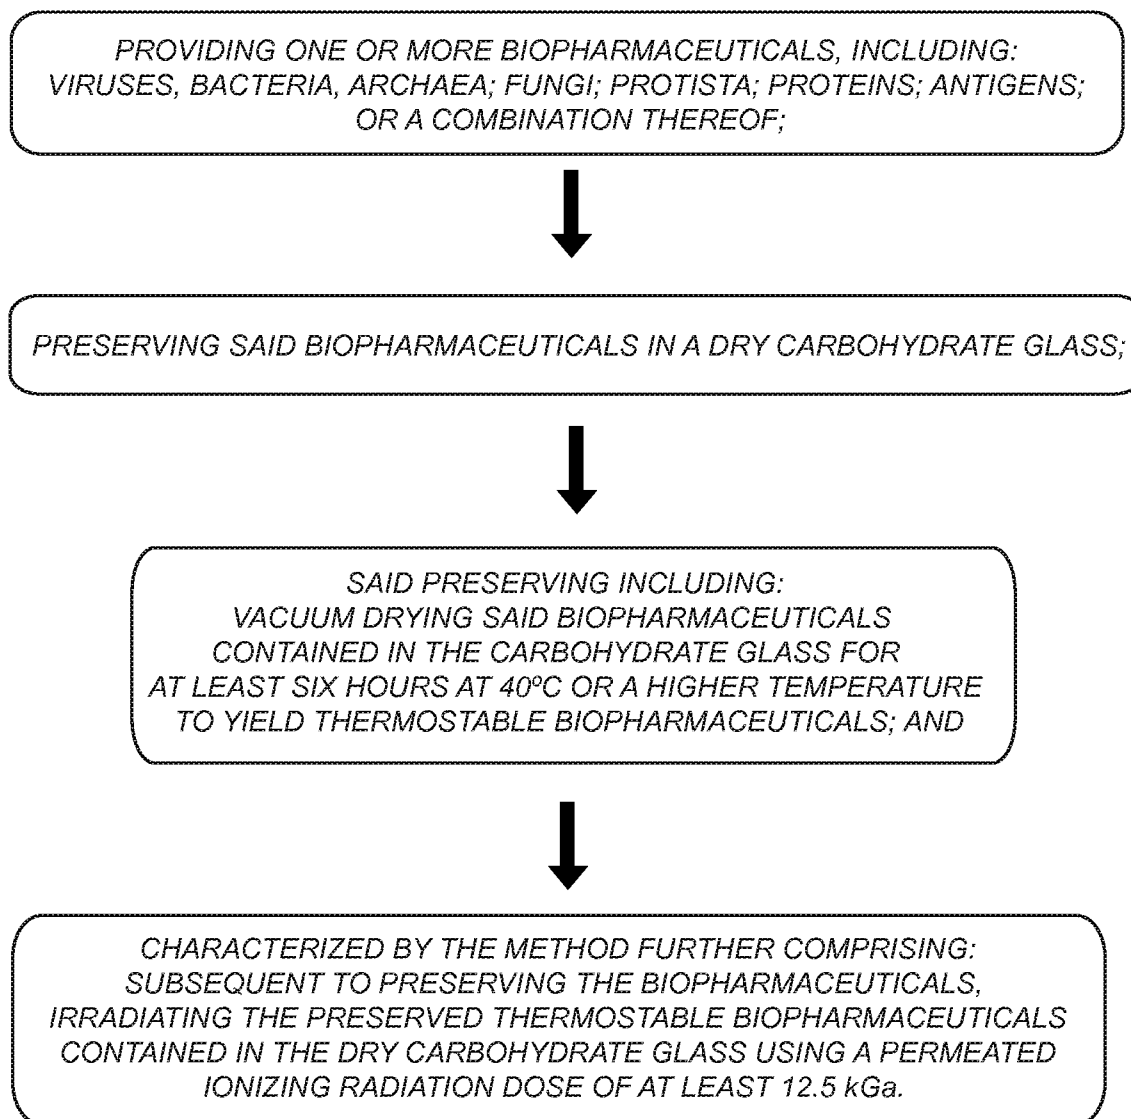 PROVIDING ONE OR MORE BIOPHARMACEUTICALS, INCLUDING:
VIRUSES, BACTERIA, ARCHAEA; FUNGI; PROTISTA; PROTEINS; ANTIGENS;
OR A COMBINATION THEREOF;
PRESERVING SAID BIOPHARMACEUTICALS IN A DRY CARBOHYDRATE GLASS;
SAID PRESERVING INCLUDING:
VACUUM DRYING SAID BIOPHARMACEUTICALS
CONTAINED IN THE CARBOHYDRATE GLASS FOR
AT LEAST SIX HOURS AT 40ºC OR A HIGHER TEMPERATURE
TO YIELD THERMOSTABLE BIOPHARMACEUTICALS; AND
CHARACTERIZED BY THE METHOD FURTHER COMPRISING:
SUBSEQUENT TO PRESERVING THE BIOPHARMACEUTICALS,
IRRADIATING THE PRESERVED THERMOSTABLE BIOPHARMACEUTICALS
CONTAINED IN THE DRY CARBOHYDRATE GLASS USING A PERMEATED
IONIZING RADIATION DOSE OF AT LEAST 12.5 kGa.